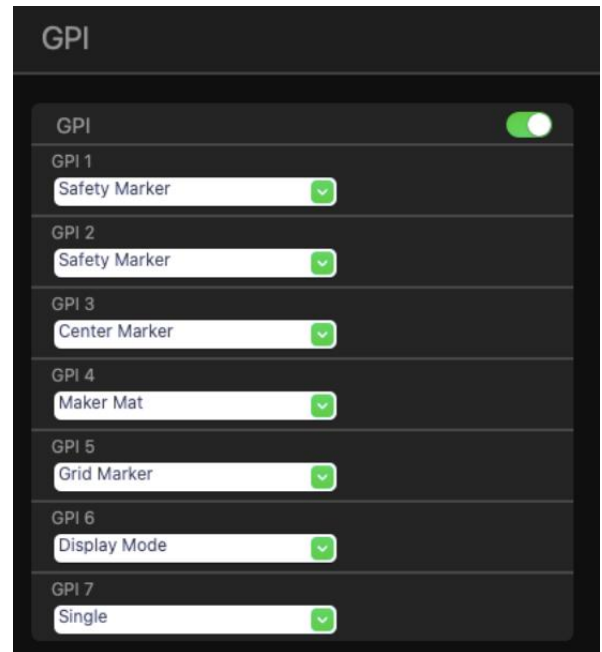 GPI
GPI
GPI 1
Safety Marker
GPI 2
Safety Marker
GPI 3
Center Marker
GPI 4
Maker Mat
GPI 5
Grid Marker
GPI 6
Display Mode
GPI 7
Single